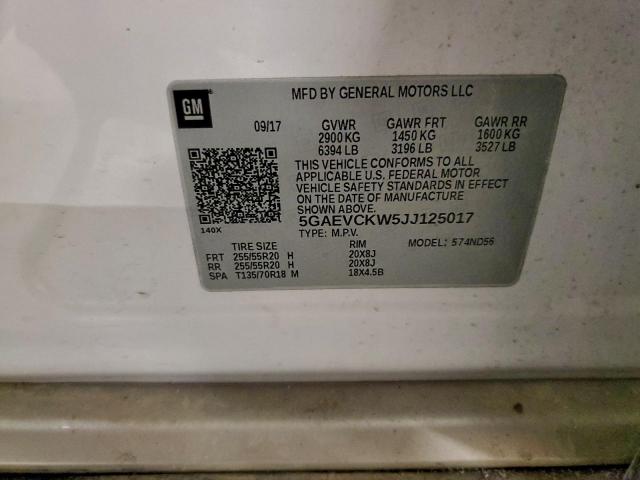 GM
MFD BY GENERAL MOTORS LLC
09/17 GVWR GAWR FRT GAWR RR
2900 KG 1450 KG 1600 KG
6394 LB 3196 LB 3527 LB
THIS VEHICLE CONFORMS TO ALL
APPLICABLE U.S. FEDERAL MOTOR
VEHICLE SAFETY STANDARDS IN EFFECT
ON THE DATE OF MANUFACTURE
SHOWN ABOVE.
140X 5GAEVCKW5JJ125017
TYPE: M.P.V. MODEL: 574ND56
TIRE SIZE RIM
FRT 255/55R20 H 20X8J
RR 255/55R20 H 20X8J
SPA T135/70R18 M 18X4.5B